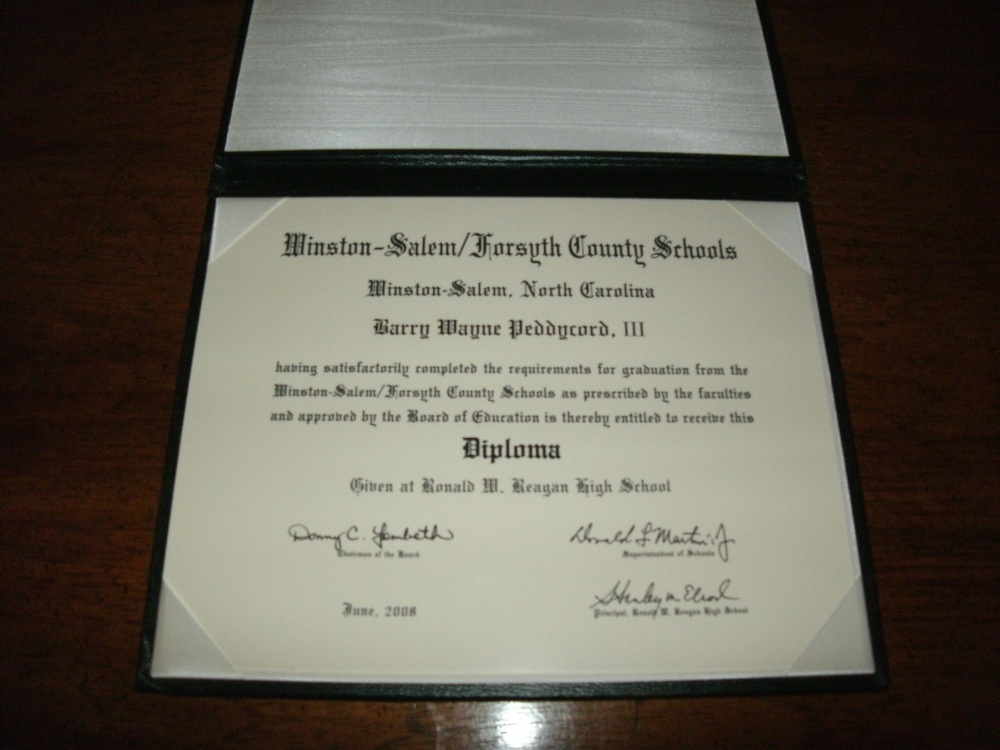 Winston-Salem/Forsyth County Schools
Winston-Salem, North Carolina
Barry Wayne Peddycord, III
having satisfactorily completed the requirements for graduation from the
Winston-Salem/Forsyth County Schools as prescribed by the faculties
and approved by the Board of Education is thereby entitled to receive this
Diploma
Given at Ronald W. Reagan High School
Donny C. Lambeth
Chairman of the Board
Donald L Martin, Jr
Superintendent of Schools
Stanley m Elrod
Principal, Ronald W. Reagan High School
June, 2008